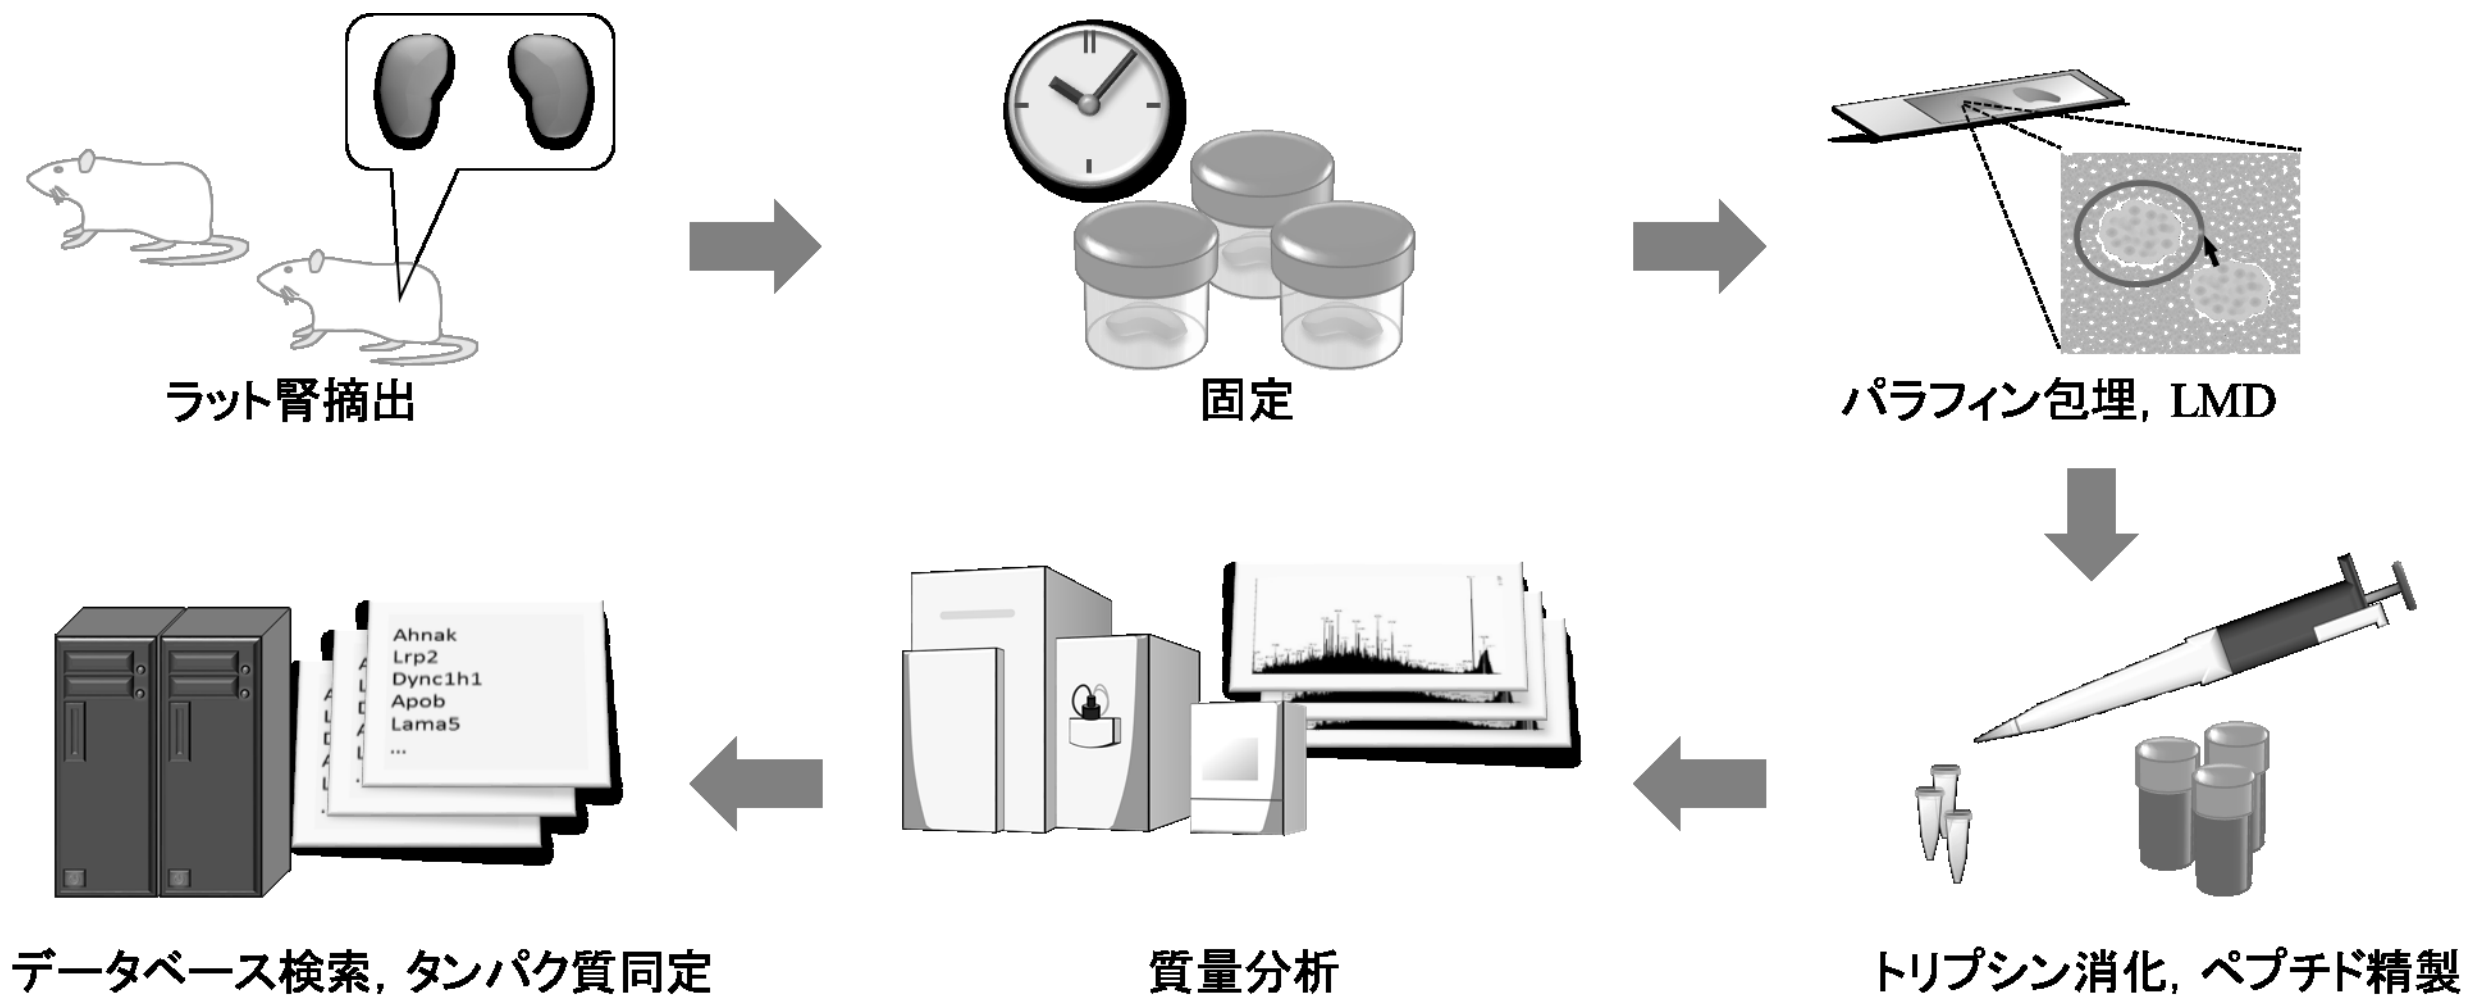 ラット腎摘出
固定
パラフィン包埋, LMD
トリプシン消化, ペプチド精製
質量分析
Ahnak
Lrp2
Dync1h1
Apob
Lama5
...
データベース検索, タンパク質同定